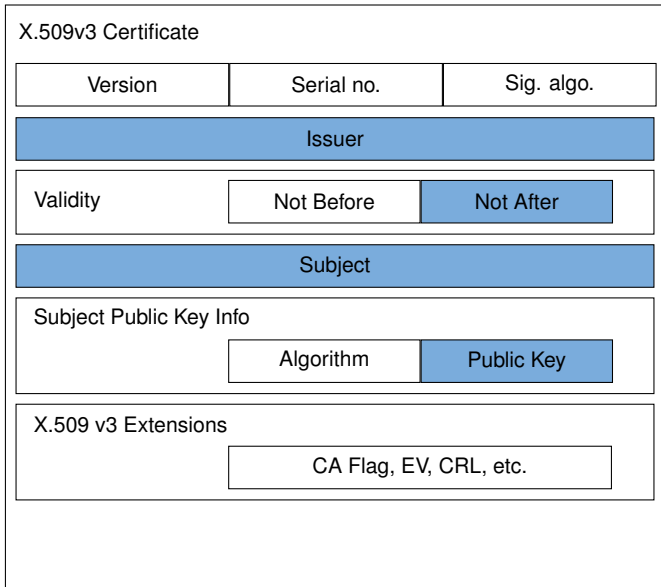 X.509v3 Certificate
Version Serial no. Sig. algo.
Issuer
Validity Not Before Not After
Subject
Subject Public Key Info
Algorithm Public Key
X.509 v3 Extensions
CA Flag, EV, CRL, etc.